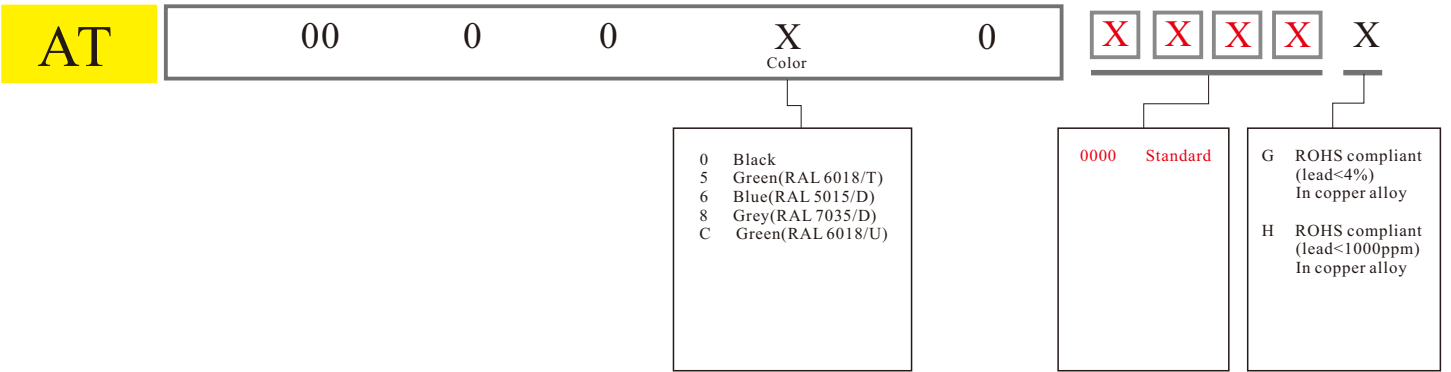 AT 00 0 0 X 0 X X X X X
Color
0 Black
5 Green(RAL 6018/T)
6 Blue(RAL 5015/D)
8 Grey(RAL 7035/D)
C Green(RAL 6018/U)
0000 Standard
G ROHS compliant
(lead<4%)
In copper alloy
H ROHS compliant
(lead<1000ppm)
In copper alloy